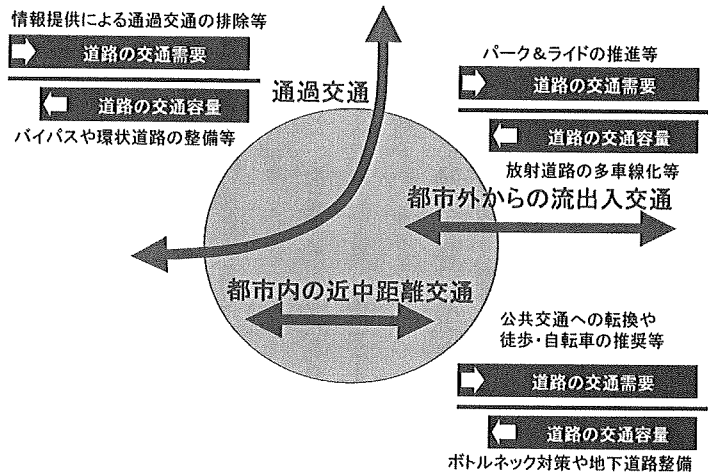 情報提供による通過交通の排除等
道路の交通需要
道路の交通容量
バイパスや環状道路の整備等
通過交通
パーク&ライドの推進等
道路の交通需要
道路の交通容量
放射道路の多車線化等
都市外からの流出入交通
都市内の近中距離交通
公共交通への転換や
徒歩・自転車の推奨等
道路の交通需要
道路の交通容量
ボトルネック対策や地下道路整備